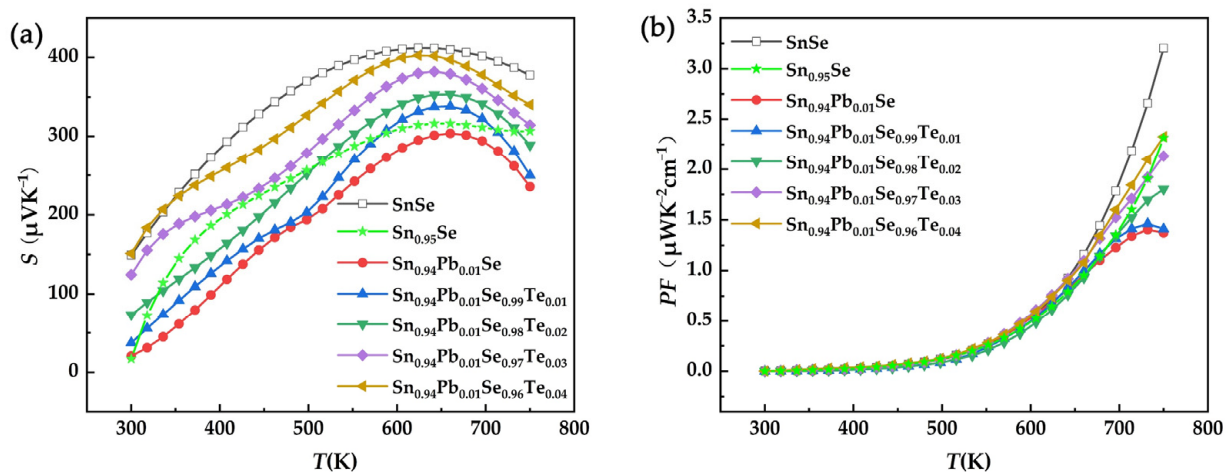 (a)
400
300
200
100
0
S (μVK⁻¹)
SnSe
Sn₀.₉₅Se
Sn₀.₉₄Pb₀.₀₁Se
Sn₀.₉₄Pb₀.₀₁Se₀.₉₉Te₀.₀₁
Sn₀.₉₄Pb₀.₀₁Se₀.₉₈Te₀.₀₂
Sn₀.₉₄Pb₀.₀₁Se₀.₉₇Te₀.₀₃
Sn₀.₉₄Pb₀.₀₁Se₀.₉₆Te₀.₀₄
300 400 500 600 700 800
T(K)
(b)
3.5
3.0
2.5
2.0
1.5
1.0
0.5
0.0
PF (μWK⁻²cm⁻¹)
SnSe
Sn₀.₉₅Se
Sn₀.₉₄Pb₀.₀₁Se
Sn₀.₉₄Pb₀.₀₁Se₀.₉₉Te₀.₀₁
Sn₀.₉₄Pb₀.₀₁Se₀.₉₈Te₀.₀₂
Sn₀.₉₄Pb₀.₀₁Se₀.₉₇Te₀.₀₃
Sn₀.₉₄Pb₀.₀₁Se₀.₉₆Te₀.₀₄
300 400 500 600 700 800
T(K)